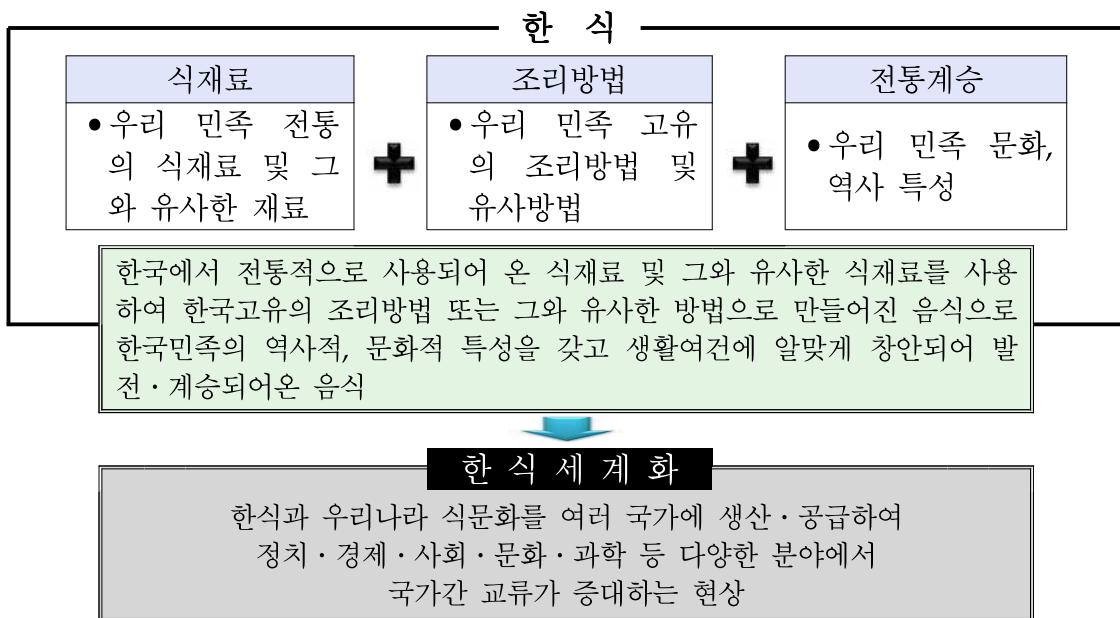 한 식
식재료
• 우리 민족 전통
의 식재료 및 그
와 유사한 재료
조리방법
• 우리 민족 고유
의 조리방법 및
유사방법
전통계승
• 우리 민족 문화,
역사 특성
한국에서 전통적으로 사용되어 온 식재료 및 그와 유사한 식재료를 사용
하여 한국고유의 조리방법 또는 그와 유사한 방법으로 만들어진 음식으로
한국민족의 역사적, 문화적 특성을 갖고 생활여건에 알맞게 창안되어 발
전·계승되어온 음식
한 식 세 계 화
한식과 우리나라 식문화를 여러 국가에 생산·공급하여
정치·경제·사회·문화·과학 등 다양한 분야에서
국가간 교류가 증대하는 현상